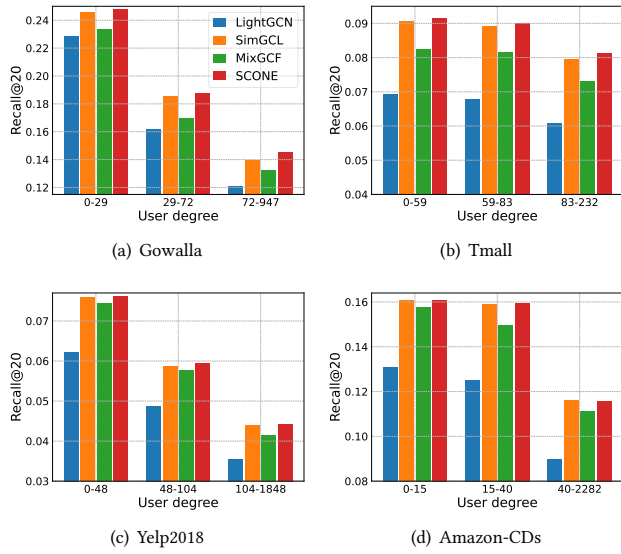 LightGCN
SimGCL
MixGCF
SCONE
Recall@20
0.24
0.22
0.20
0.18
0.16
0.14
0.12
0-29 29-72 72-947
User degree
(a) Gowalla
Recall@20
0.09
0.08
0.07
0.06
0.05
0.04
0-59 59-83 83-232
User degree
(b) Tmall
Recall@20
0.07
0.06
0.05
0.04
0.03
0-48 48-104 104-1848
User degree
(c) Yelp2018
Recall@20
0.16
0.14
0.12
0.10
0.08
0-15 15-40 40-2282
User degree
(d) Amazon-CDs